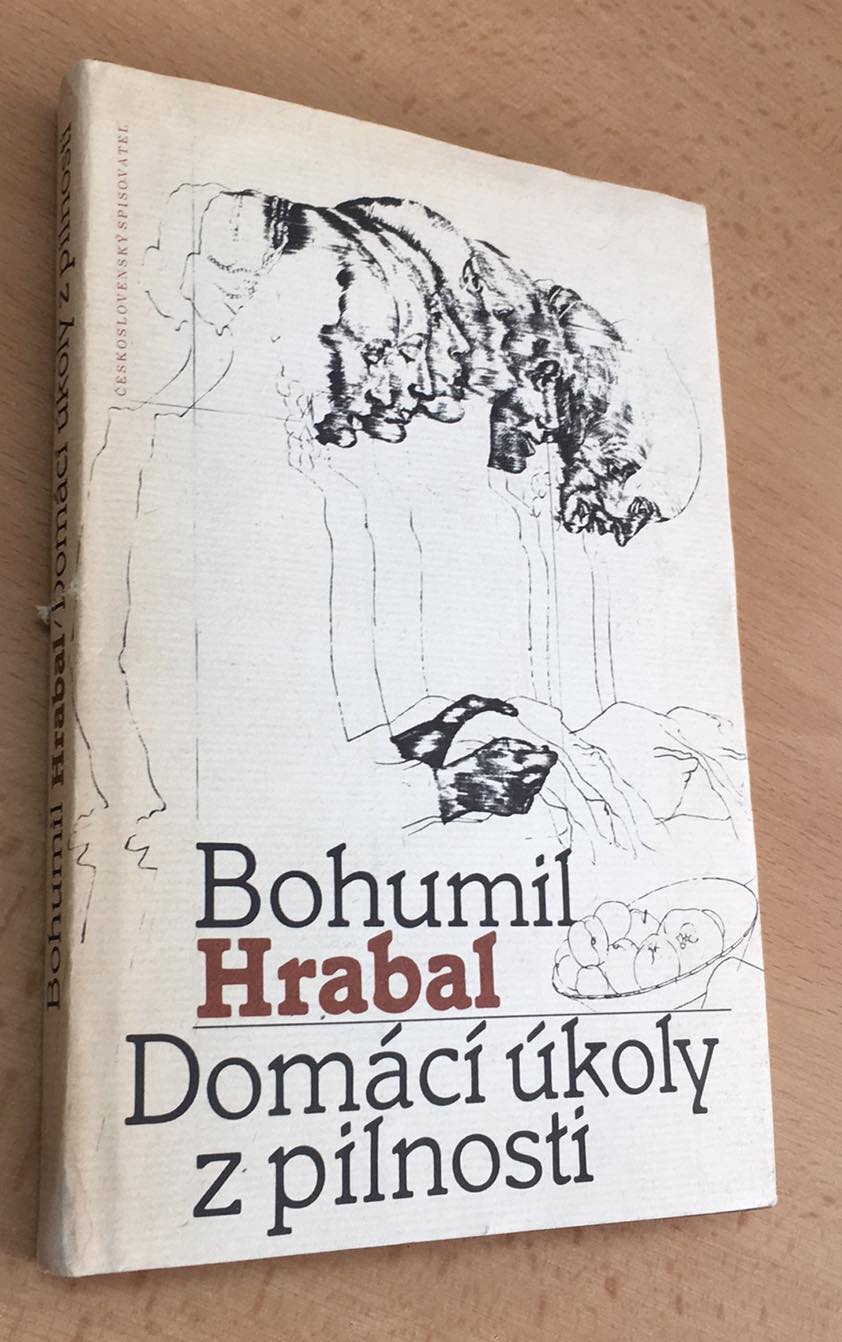 Bohumil Hrabal/Domácí úkoly z pilnosti
ČESKOSLOVENSKÝ SPISOVATEL
Bohumil
Hrabal
Domácí úkoly
z pilnosti